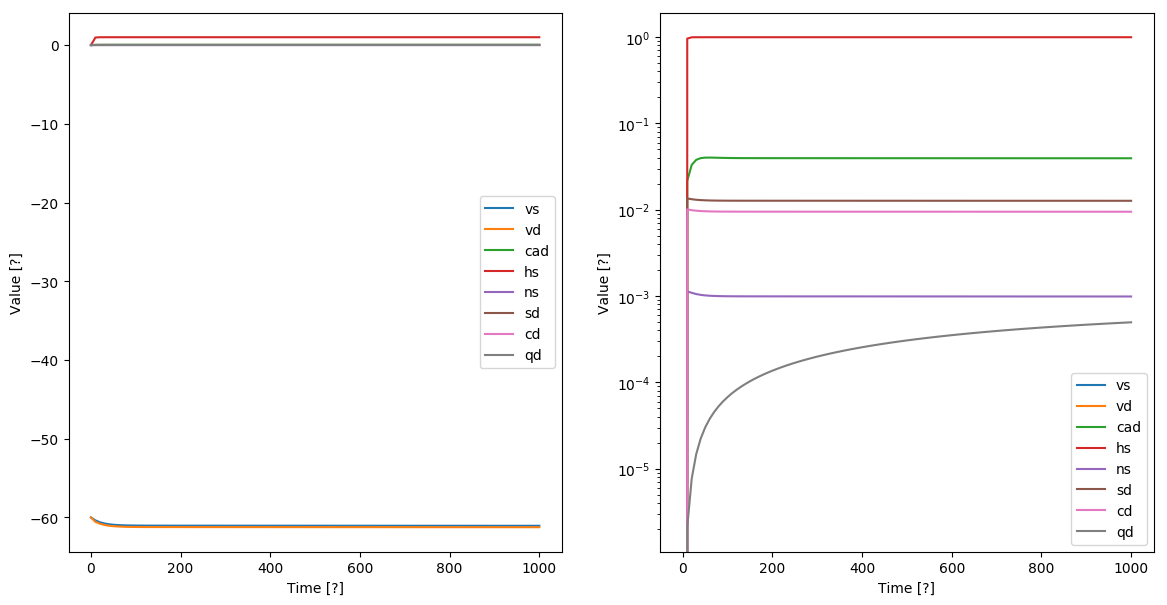 0
−10
−20
−30
−40
−50
−60
Value [?]
0
200
400
600
800
1000
Time [?]
vs
vd
cad
hs
ns
sd
cd
qd
10⁰
10⁻¹
10⁻²
10⁻³
10⁻⁴
10⁻⁵
Value [?]
0
200
400
600
800
1000
Time [?]
vs
vd
cad
hs
ns
sd
cd
qd